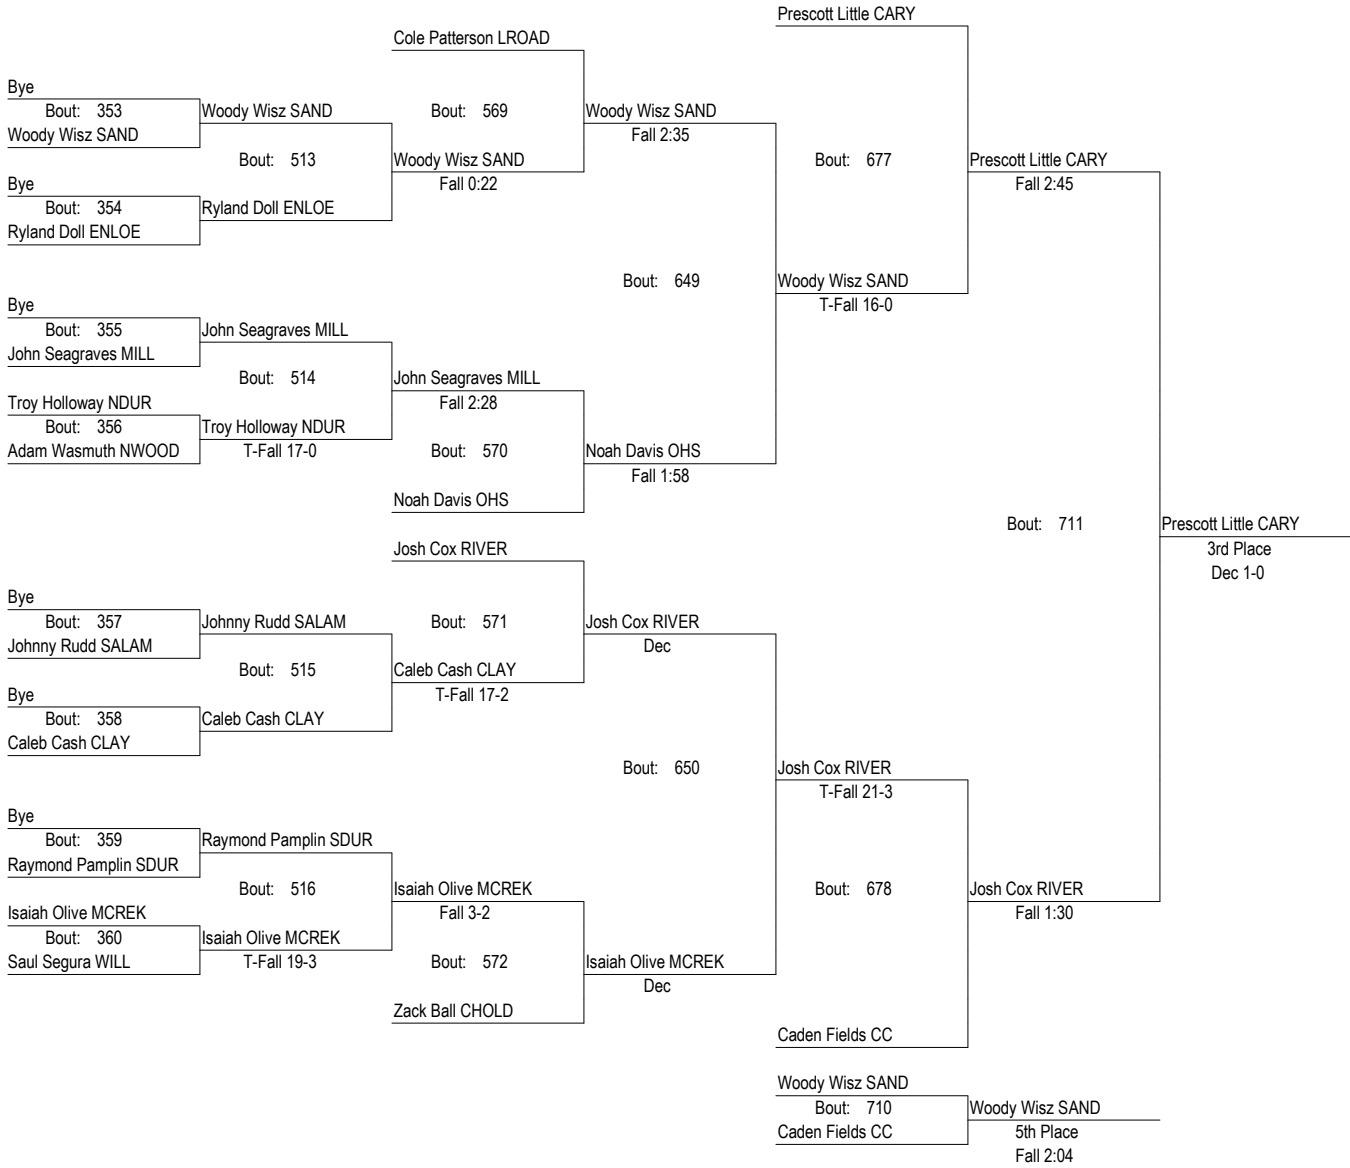 Prescott Little CARY
Cole Patterson LROAD
Bye
Bout: 353
Woody Wisz SAND
Woody Wisz SAND
Bout: 569
Woody Wisz SAND
Fall 2:35
Bout: 513
Woody Wisz SAND
Fall 0:22
Bout: 677
Prescott Little CARY
Fall 2:45
Bye
Bout: 354
Ryland Doll ENLOE
Ryland Doll ENLOE
Bout: 649
Woody Wisz SAND
T-Fall 16-0
Bye
Bout: 355
John Seagraves MILL
John Seagraves MILL
Bout: 514
John Seagraves MILL
Fall 2:28
Troy Holloway NDUR
Bout: 356
Adam Wasmuth NWOOD
Troy Holloway NDUR
T-Fall 17-0
Bout: 570
Noah Davis OHS
Fall 1:58
Noah Davis OHS
Bout: 711
Prescott Little CARY
3rd Place
Dec 1-0
Josh Cox RIVER
Bye
Bout: 357
Johnny Rudd SALAM
Johnny Rudd SALAM
Bout: 571
Josh Cox RIVER
Dec
Bout: 515
Caleb Cash CLAY
T-Fall 17-2
Bye
Bout: 358
Caleb Cash CLAY
Caleb Cash CLAY
Bout: 650
Josh Cox RIVER
T-Fall 21-3
Bye
Bout: 359
Raymond Pamplin SDUR
Raymond Pamplin SDUR
Bout: 516
Isaiah Olive MCREK
Fall 3-2
Bout: 678
Josh Cox RIVER
Fall 1:30
Isaiah Olive MCREK
Bout: 360
Saul Segura WILL
Isaiah Olive MCREK
T-Fall 19-3
Bout: 572
Isaiah Olive MCREK
Dec
Zack Ball CHOLD
Caden Fields CC
Woody Wisz SAND
Bout: 710
Caden Fields CC
Woody Wisz SAND
5th Place
Fall 2:04